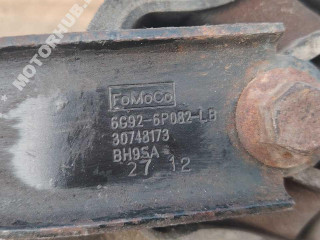 MOTORHUB.
FoMoCo
6G92-6P082-LB
30748173
BH95A
27 12